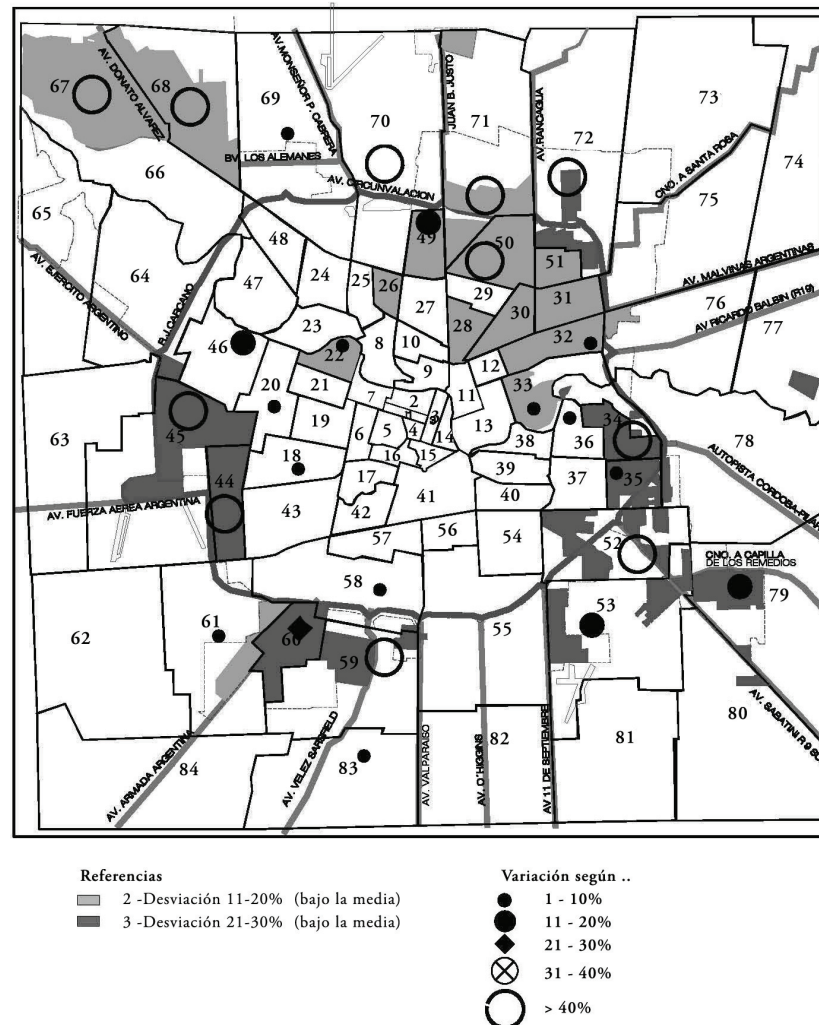 67
AV. DONATO ALVAREZ
68
69
AV.MONSEÑOR P. CABRERA
70
JUAN B. JUSTO
71
AV.RANCAGUA
72
73
CNO. A SANTA ROSA
74
75
66
BV. LOS ALEMANES
AV. CIRCUNVALACION
65
AV. EJERCITO ARGENTINO
64
R.J.CARCANO
47
48
24
25
26
49
50
51
27
29
28
30
31
32
AV. MALVINAS ARGENTINAS
76
AV RICARDO BALBIN (R19)
77
46
23
22
8
10
9
12
11
20
21
7
2
3
33
63
45
19
6
5
4
14
13
38
36
34
78
AUTOPISTA CORDOBA-PILAR
18
16
15
17
39
37
35
44
AV. FUERZA AEREA ARGENTINA
43
42
41
40
57
56
54
52
CNO. A CAPILLA
DE LOS REMEDIOS
79
58
53
62
61
60
59
55
80
AV. SABATINI R 9 SU
84
AV. ARMADA ARGENTINA
AV. VELEZ SARSFIELD
83
AV. VALPARAISO
AV. O'HIGGINS
82
AV 11 DE SEPTIEMBRE
81
Referencias
2 -Desviación 11-20% (bajo la media)
3 -Desviación 21-30% (bajo la media)
Variación según ..
1 - 10%
11 - 20%
21 - 30%
31 - 40%
> 40%